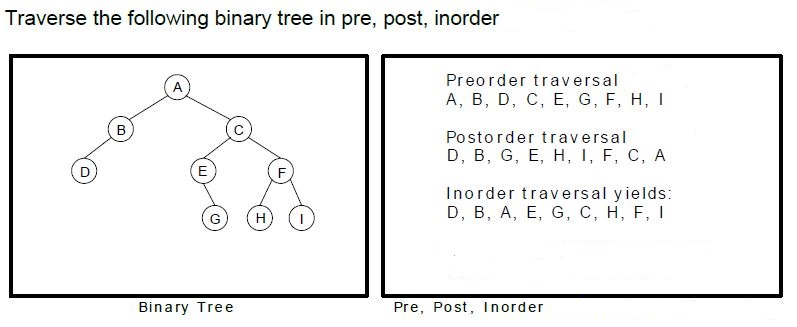 Traverse the following binary tree in pre, post, inorder
A
B
C
D
E
F
G
H
I
Binary Tree
Preorder traversal
A, B, D, C, E, G, F, H, I
Postorder traversal
D, B, G, E, H, I, F, C, A
Inorder traversal yields:
D, B, A, E, G, C, H, F, I
Pre, Post, Inorder